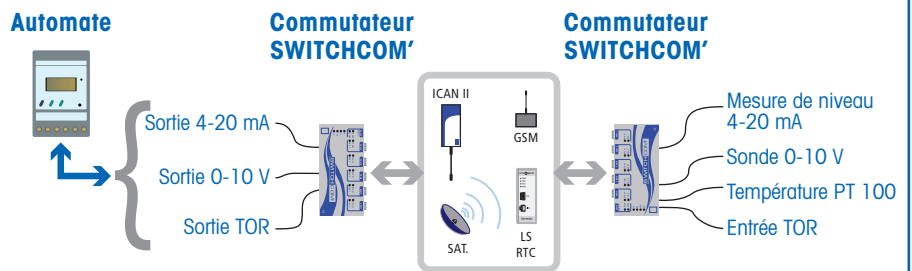 Automate
Commutateur
SWITCHCOM’
Commutateur
SWITCHCOM’
Sortie 4-20 mA
Sortie 0-10 V
Sortie TOR
ICAN II
GSM
SAT.
LS
RTC
SWITCHCOM
Mesure de niveau
4-20 mA
Sonde 0-10 V
Température PT 100
Entrée TOR